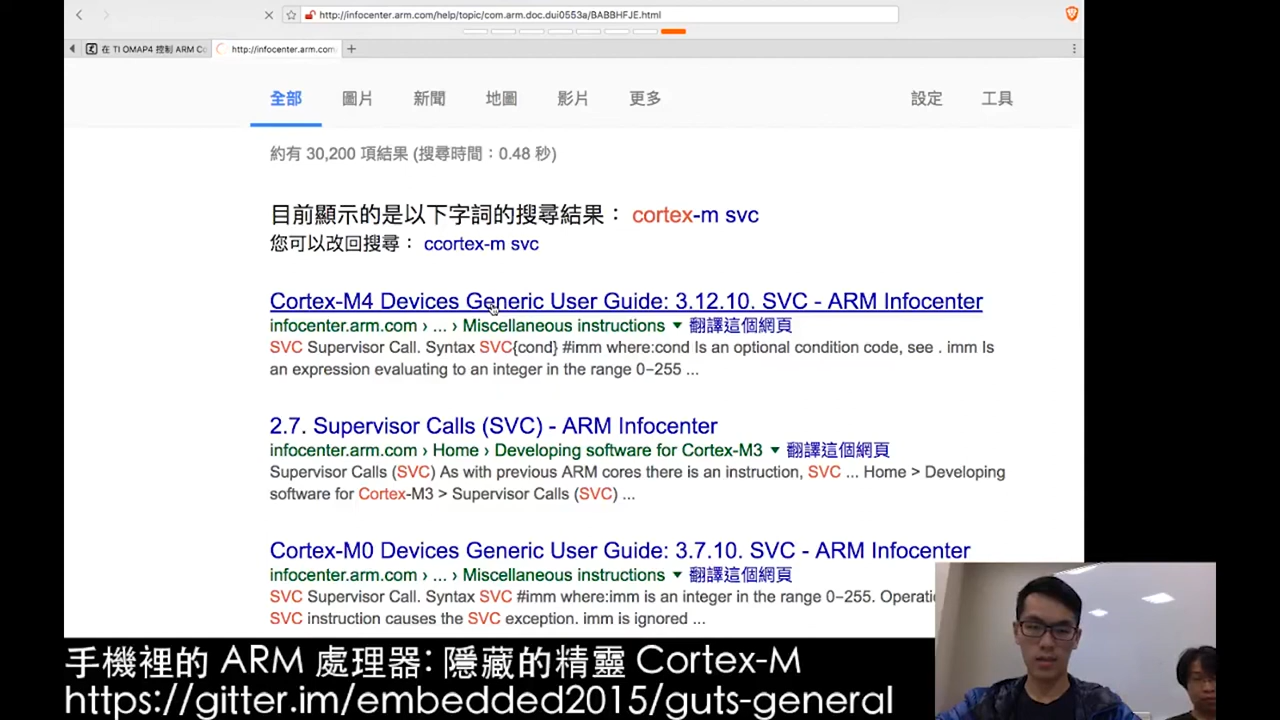 http://infocenter.arm.com/help/topic/com.arm.doc.dui0553a/BABBHFJE.html
在 TI OMAP4 控制 ARM Co
http://infocenter.arm.com
全部 圖片 新聞 地圖 影片 更多 設定 工具
約有 30,200 項結果 (搜尋時間：0.48 秒)
目前顯示的是以下字詞的搜尋結果： cortex-m svc
您可以改回搜尋： ccortex-m svc
Cortex-M4 Devices Generic User Guide: 3.12.10. SVC - ARM Infocenter
infocenter.arm.com › ... › Miscellaneous instructions ▼ 翻譯這個網頁
SVC Supervisor Call. Syntax SVC{cond} #imm where:cond Is an optional condition code, see . imm Is
an expression evaluating to an integer in the range 0–255 ...
2.7. Supervisor Calls (SVC) - ARM Infocenter
infocenter.arm.com › Home › Developing software for Cortex-M3 ▼ 翻譯這個網頁
Supervisor Calls (SVC) As with previous ARM cores there is an instruction, SVC ... Home > Developing
software for Cortex-M3 > Supervisor Calls (SVC) ...
Cortex-M0 Devices Generic User Guide: 3.7.10. SVC - ARM Infocenter
infocenter.arm.com › ... › Miscellaneous instructions ▼ 翻譯這個網頁
SVC Supervisor Call. Syntax SVC #imm where:imm is an integer in the range 0–255. Operati
SVC instruction causes the SVC exception. imm is ignored ...
手機裡的 ARM 處理器: 隱藏的精靈 Cortex-M
https://gitter.im/embedded2015/guts-general